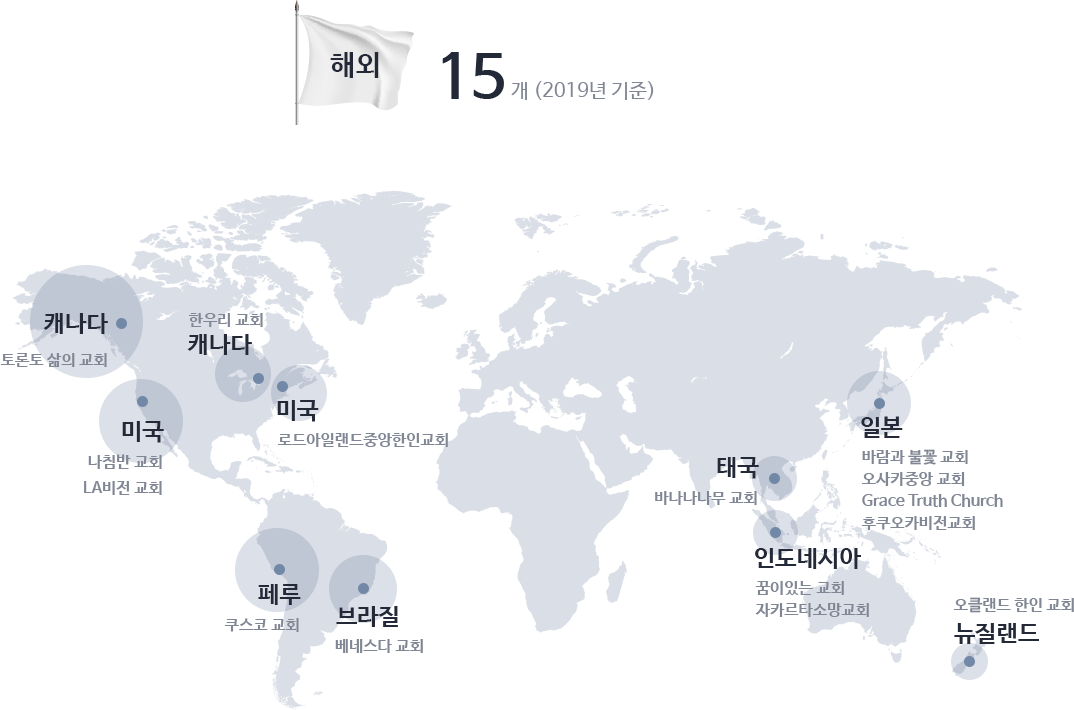 해외
15개 (2019년 기준)
캐나다
토론토 삶의 교회
한우리 교회
캐나다
미국
로드아일랜드중앙한인교회
미국
나침반 교회
LA비전 교회
페루
쿠스코 교회
브라질
베네스다 교회
태국
바나나나무 교회
인도네시아
꿈이있는 교회
자카르타소망교회
일본
바람과 불꽃 교회
오사카중앙 교회
Grace Truth Church
후쿠오카비전교회
오클랜드 한인 교회
뉴질랜드